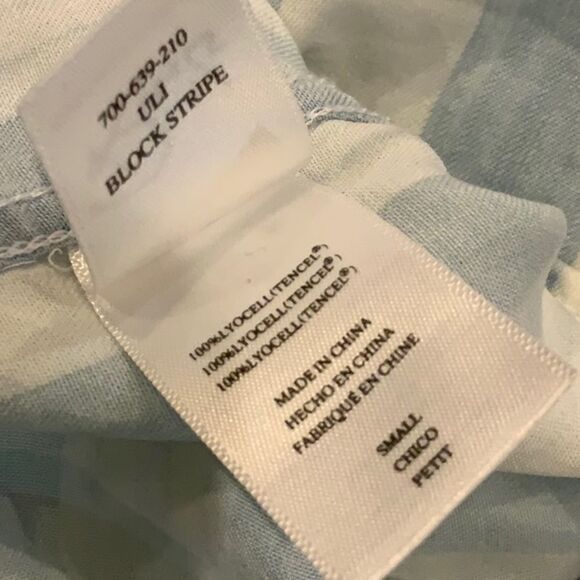 700-639-210
ULI
BLOCK STRIPE
100%LYOCELL(TENCEL®)
100%LYOCELL(TENCEL®)
100%LYOCELL(TENCEL®)
MADE IN CHINA
HECHO EN CHINA
FABRIQUÉ EN CHINE
SMALL
CHICO
PETIT